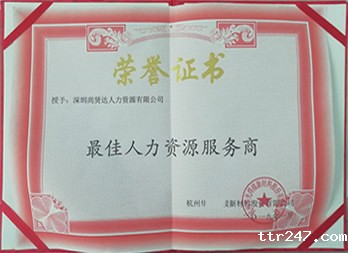 荣誉证书
授予：深圳尚贤达人力资源有限公司
最佳人力资源服务商
杭州
ttr247.com